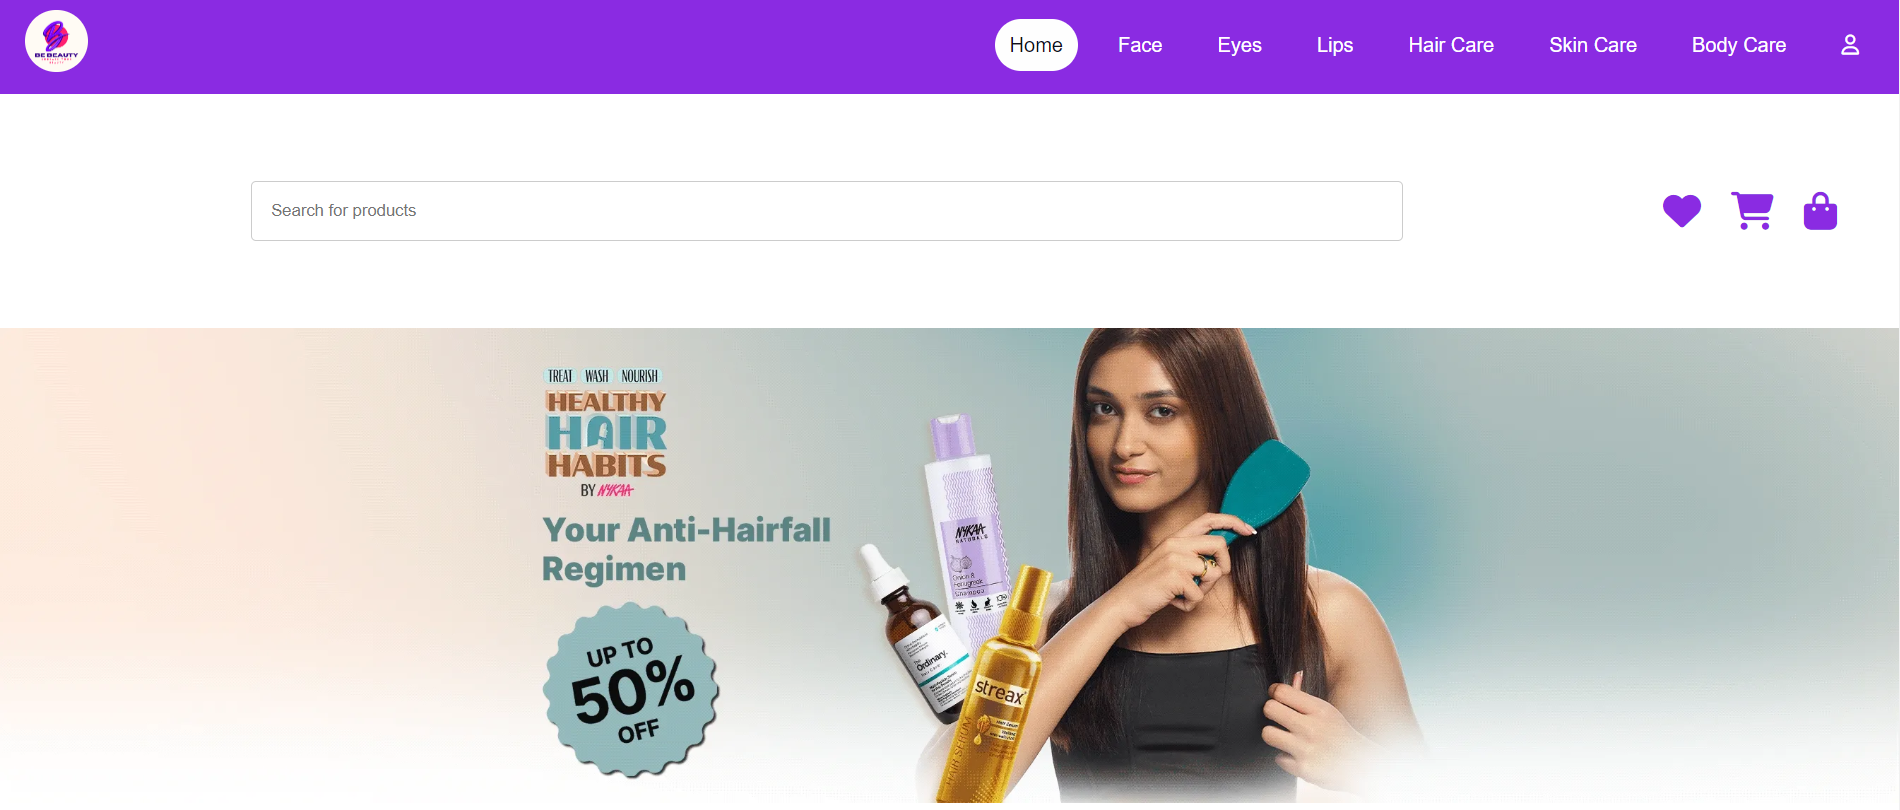 BE BEAUTY
Home
Face
Eyes
Lips
Hair Care
Skin Care
Body Care
Search for products
TREAT WASH NOURISH
HEALTHY
HAIR
HABITS
BY NYKAA
Your Anti-Hairfall
Regimen
UP TO
50%
OFF
NYKAA
NATURALS
Onion &
Fenugreek
Shampoo
The
Ordinary.
streax
HAIR SERUM